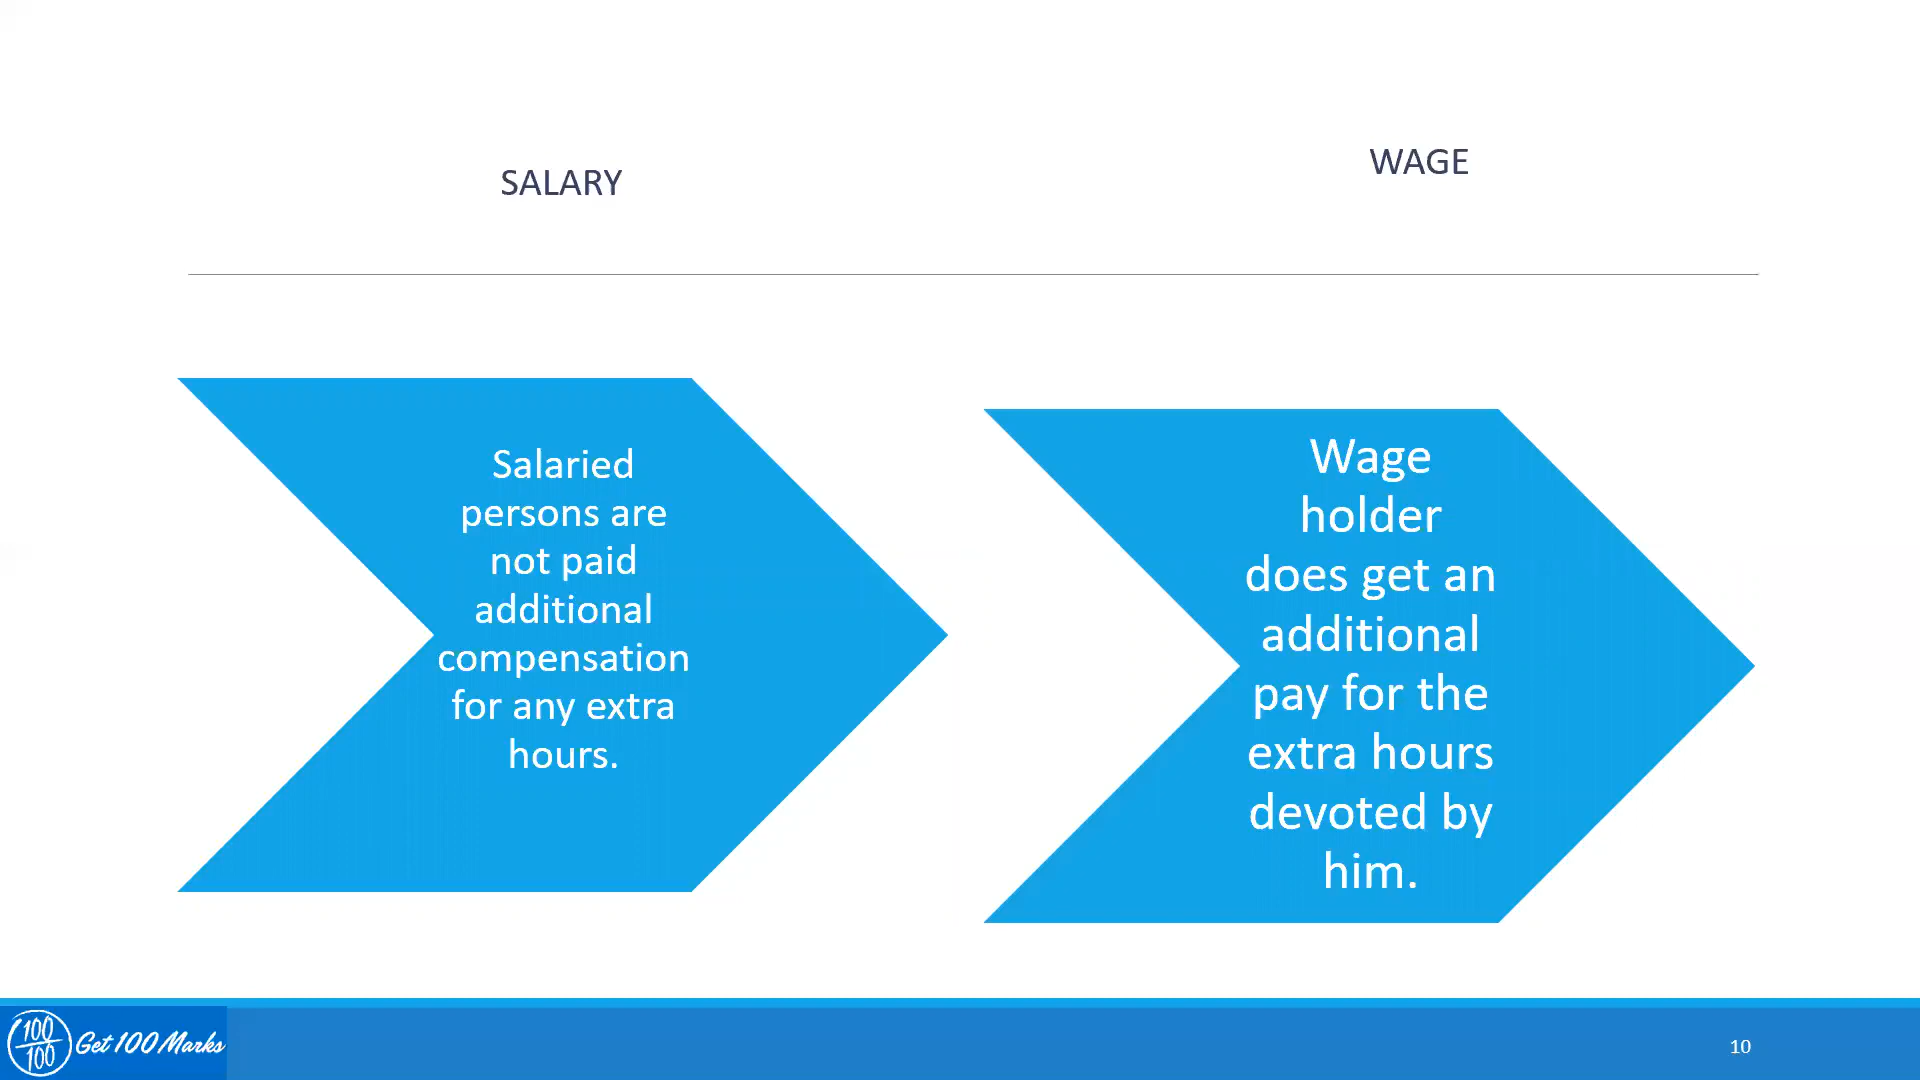 SALARY
WAGE
Salaried
persons are
not paid
additional
compensation
for any extra
hours.
Wage
holder
does get an
additional
pay for the
extra hours
devoted by
him.
100
100
Get 100 Marks
10